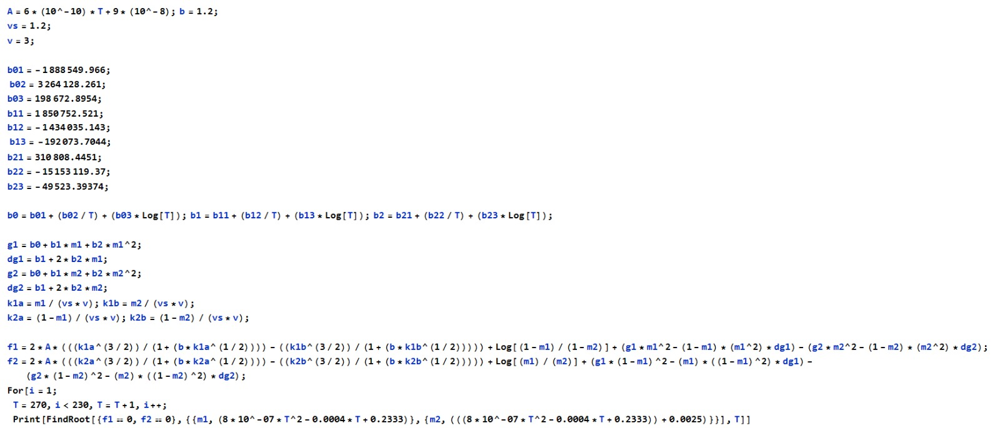 A = 6 * (10^-10) * T + 9 * (10^-8); b = 1.2;
vs = 1.2;
v = 3;
b01 = -1888549.966;
b02 = 3264128.261;
b03 = 198672.8954;
b11 = 1850752.521;
b12 = -1434035.143;
b13 = -192073.7044;
b21 = 310808.4451;
b22 = -15153119.37;
b23 = -49523.39374;
b0 = b01 + (b02 / T) + (b03 * Log[T]); b1 = b11 + (b12 / T) + (b13 * Log[T]); b2 = b21 + (b22 / T) + (b23 * Log[T]);
g1 = b0 + b1 * m1 + b2 * m1^2;
dg1 = b1 + 2 * b2 * m1;
g2 = b0 + b1 * m2 + b2 * m2^2;
dg2 = b1 + 2 * b2 * m2;
k1a = m1 / (vs * v); k1b = m2 / (vs * v);
k2a = (1 - m1) / (vs * v); k2b = (1 - m2) / (vs * v);
f1 = 2 * A * (((k1a^(3/2)) / (1 + (b * k1a^(1/2)))) - ((k1b^(3/2)) / (1 + (b * k1b^(1/2))))) + Log[(1 - m1) / (1 - m2)] + (g1 * m1^2 - (1 - m1) * (m1^2) * dg1) - (g2 * m2^2 - (1 - m2) * (m2^2) * dg2);
f2 = 2 * A * (((k2a^(3/2)) / (1 + (b * k2a^(1/2)))) - ((k2b^(3/2)) / (1 + (b * k2b^(1/2))))) + Log[(m1) / (m2)] + (g1 * (1 - m1)^2 - (m1) * ((1 - m1)^2) * dg1) -
(g2 * (1 - m2)^2 - (m2) * ((1 - m2)^2) * dg2);
For[i = 1;
T = 270, i < 230, T = T + 1, i++;
Print[FindRoot[{f1 == 0, f2 == 0}, {{m1, (8 * 10^-07 * T^2 - 0.0004 * T + 0.2333)}, {m2, (((8 * 10^-07 * T^2 - 0.0004 * T + 0.2333)) + 0.0025)}}], T]]